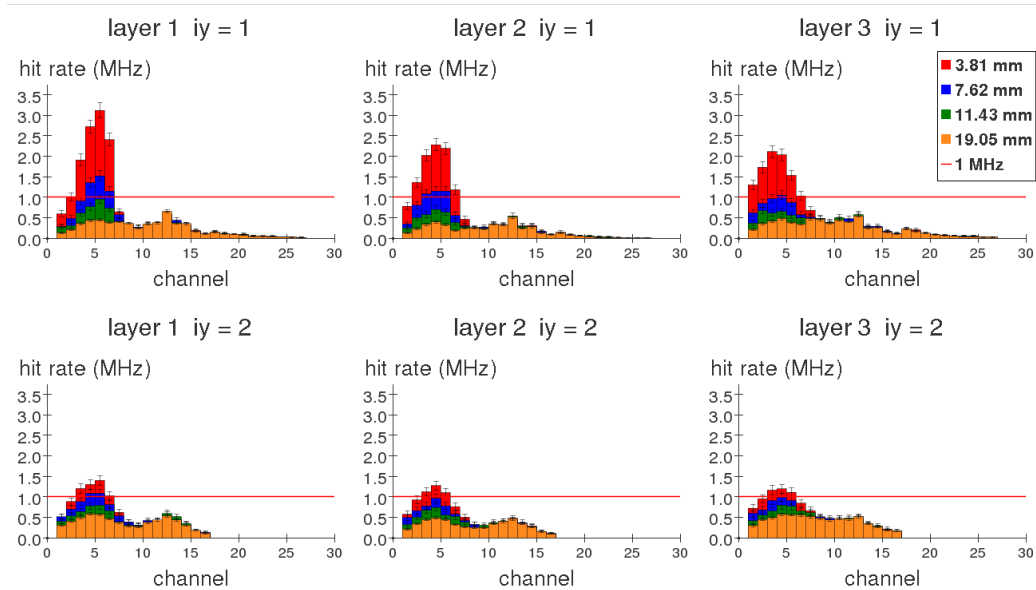 layer 1 iy = 1
hit rate (MHz)
3.5
3.0
2.5
2.0
1.5
1.0
0.5
0.0
0 5 10 15 20 25 30
channel
layer 2 iy = 1
hit rate (MHz)
3.5
3.0
2.5
2.0
1.5
1.0
0.5
0.0
0 5 10 15 20 25 30
channel
layer 3 iy = 1
hit rate (MHz)
3.5
3.0
2.5
2.0
1.5
1.0
0.5
0.0
0 5 10 15 20 25 30
channel
3.81 mm
7.62 mm
11.43 mm
19.05 mm
1 MHz
layer 1 iy = 2
hit rate (MHz)
3.5
3.0
2.5
2.0
1.5
1.0
0.5
0.0
0 5 10 15 20 25 30
channel
layer 2 iy = 2
hit rate (MHz)
3.5
3.0
2.5
2.0
1.5
1.0
0.5
0.0
0 5 10 15 20 25 30
channel
layer 3 iy = 2
hit rate (MHz)
3.5
3.0
2.5
2.0
1.5
1.0
0.5
0.0
0 5 10 15 20 25 30
channel